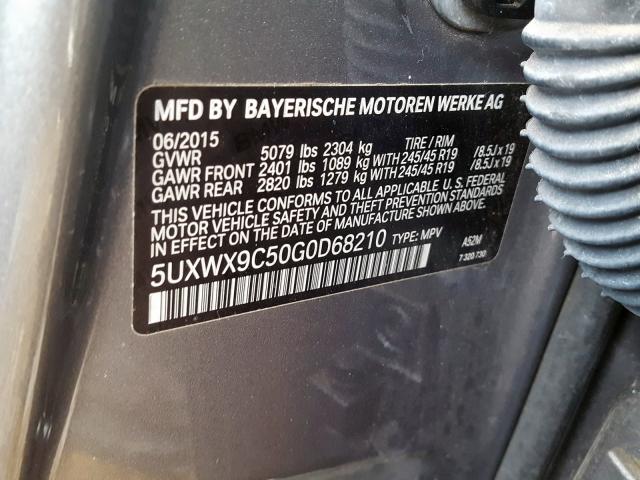 MFD BY BAYERISCHE MOTOREN WERKE AG
06/2015
GVWR 5079 lbs 2304 kg TIRE / RIM
GAWR FRONT 2401 lbs 1089 kg WITH 245/45 R19 /8.5J x 19
GAWR REAR 2820 lbs 1279 kg WITH 245/45 R19 /8.5J x 19
THIS VEHICLE CONFORMS TO ALL APPLICABLE U.S. FEDERAL
MOTOR VEHICLE SAFETY AND THEFT PREVENTION STANDARDS
IN EFFECT ON THE DATE OF MANUFACTURE SHOWN ABOVE.
5UXWX9C50G0D68210 TYPE: MPV A52M
7 320 730